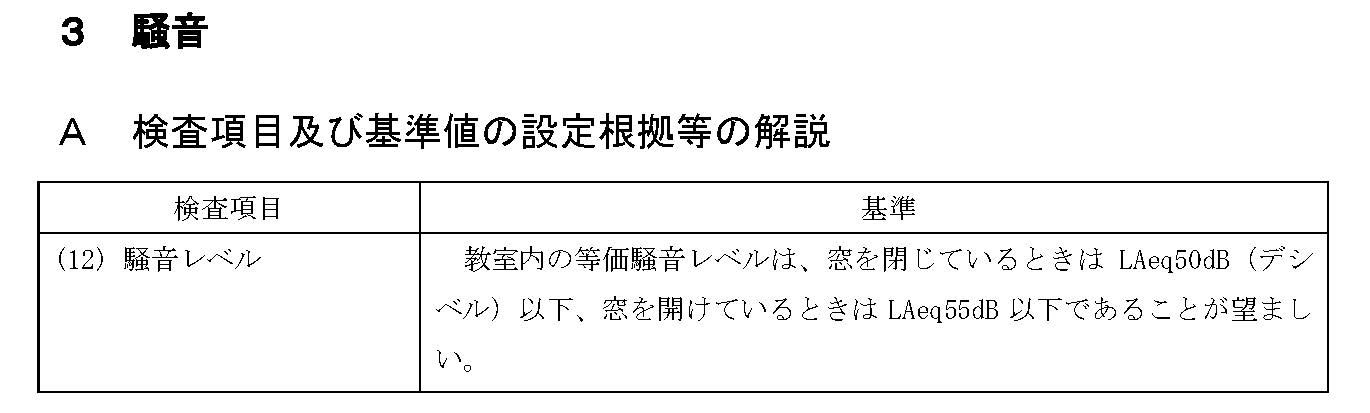 ３　騒音
Ａ　検査項目及び基準値の設定根拠等の解説
検査項目　基準
(12) 騒音レベル　教室内の等価騒音レベルは、窓を閉じているときは LAeq50dB（デシ
ベル）以下、窓を開けているときは LAeq55dB 以下であることが望まし
い。